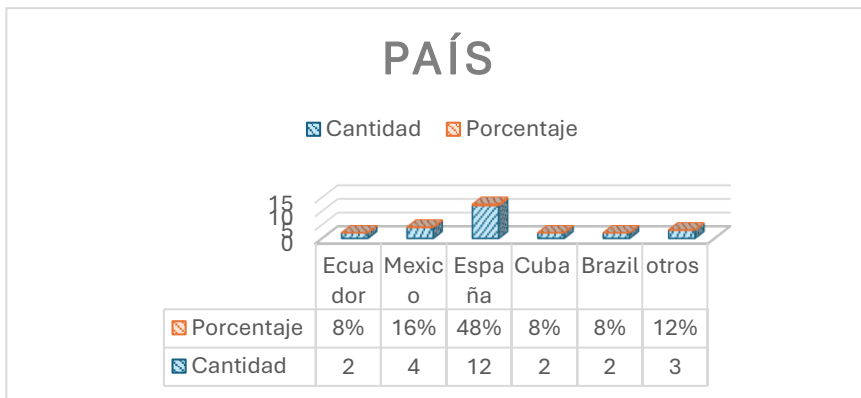 PAÍS
Cantidad Porcentaje
15
10
5
0
Ecua Mexic Espa Cuba Brazil otros
dor o ña
Porcentaje 8% 16% 48% 8% 8% 12%
Cantidad 2 4 12 2 2 3